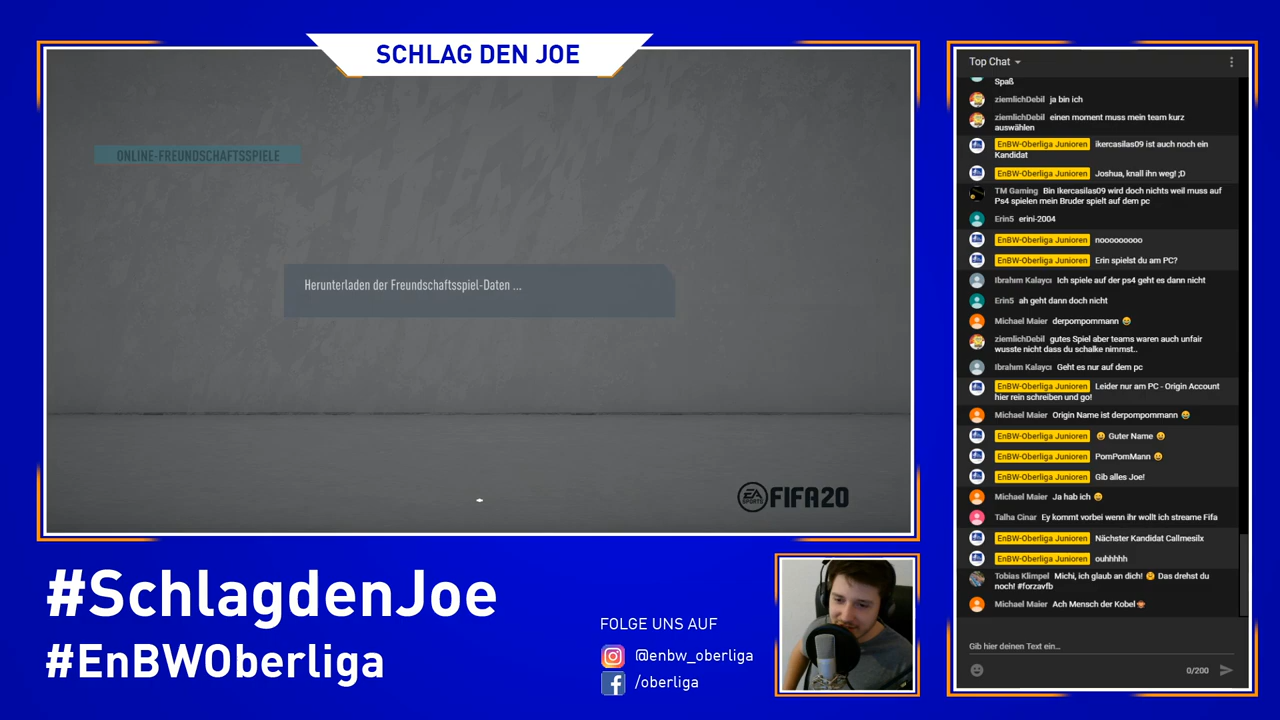 SCHLAG DEN JOE
ONLINE-FREUNDSCHAFTSSPIELE
Herunterladen der Freundschaftsspiel-Daten ...
EA SPORTS FIFA20
#SchlagdenJoe
#EnBWOberliga
FOLGE UNS AUF
@enbw_oberliga
/oberliga
Top Chat
Spaß
ziemlichDebil ja bin ich
ziemlichDebil einen moment muss mein team kurz
auswählen
EnBW-Oberliga Junioren ikercasilas09 ist auch noch ein
Kandidat
EnBW-Oberliga Junioren Joshua, knall ihn weg! ;D
TM Gaming Bin Ikercasilas09 wird doch nichts weil muss auf
Ps4 spielen mein Bruder spielt auf dem pc
Erin5 erini-2004
EnBW-Oberliga Junioren nooooooooo
EnBW-Oberliga Junioren Erin spielst du am PC?
Ibrahım Kalaycı Ich spiele auf der ps4 geht es dann nicht
Erin5 ah geht dann doch nicht
Michael Maier derpompommann 😂
ziemlichDebil gutes Spiel aber teams waren auch unfair
wusste nicht dass du schalke nimmst..
Ibrahım Kalaycı Geht es nur auf dem pc
EnBW-Oberliga Junioren Leider nur am PC - Origin Account
hier rein schreiben und go!
Michael Maier Origin Name ist derpompommann 😂
EnBW-Oberliga Junioren 😀 Guter Name 😀
EnBW-Oberliga Junioren PomPomMann 😀
EnBW-Oberliga Junioren Gib alles Joe!
Michael Maier Ja hab ich 😄
Talha Cinar Ey kommt vorbei wenn ihr wollt ich streame Fifa
EnBW-Oberliga Junioren Nächster Kandidat Callmesilx
EnBW-Oberliga Junioren ouhhhhh
Tobias Klimpel Michi, ich glaub an dich! 😕 Das drehst du
noch! #forzavfb
Michael Maier Ach Mensch der Kobel 🙈
Gib hier deinen Text ein...
0/200